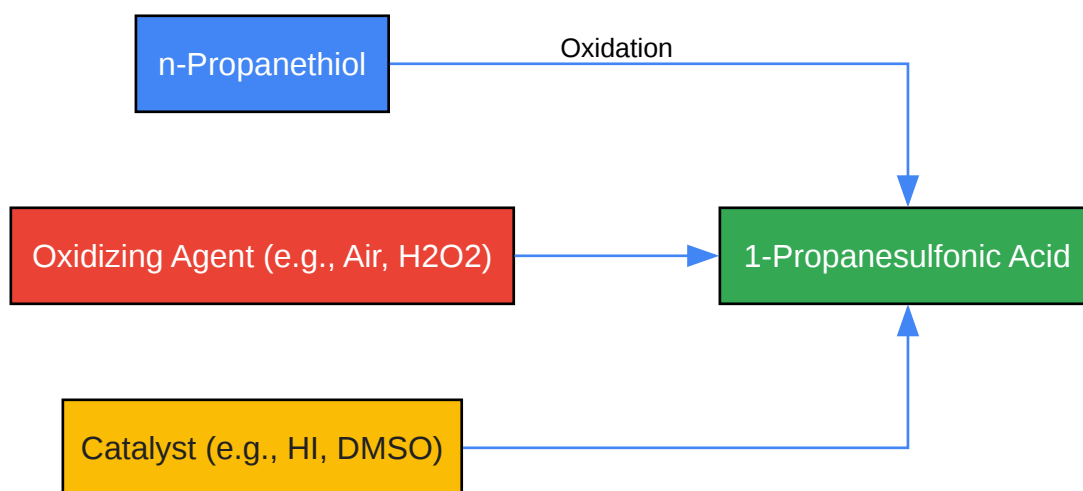 n-Propanethiol
Oxidation
Oxidizing Agent (e.g., Air, H2O2)
1-Propanesulfonic Acid
Catalyst (e.g., HI, DMSO)